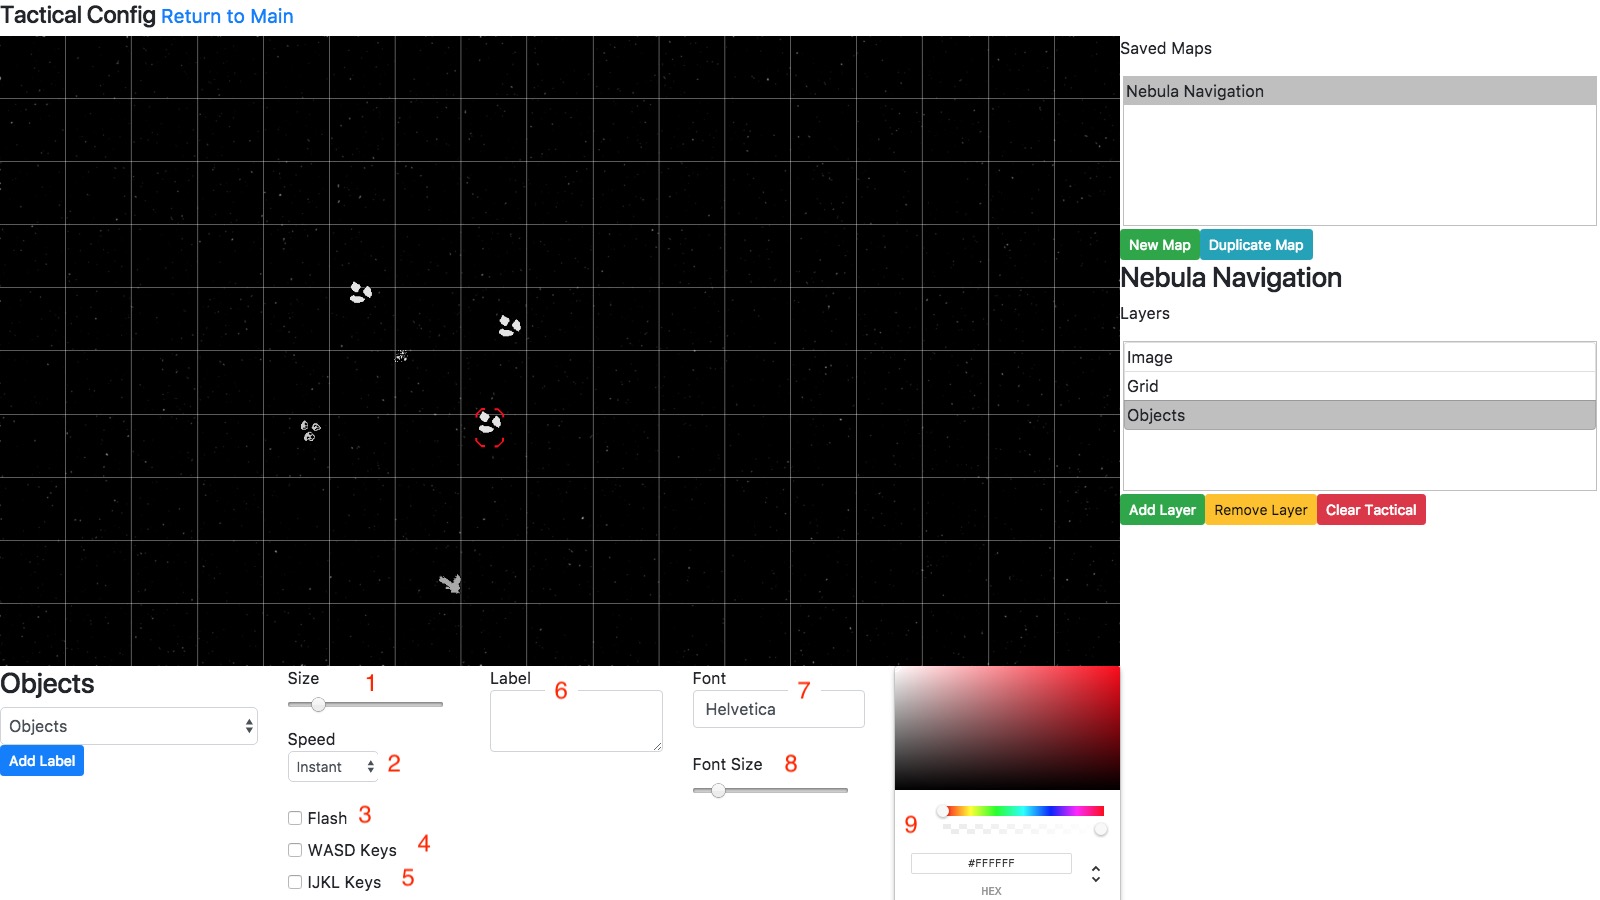 Tactical Config Return to Main
Saved Maps
Nebula Navigation
New Map Duplicate Map
Nebula Navigation
Layers
Image
Grid
Objects
Add Layer Remove Layer Clear Tactical
Objects
Objects
Add Label
Size 1
Speed
Instant 2
Flash 3
WASD Keys 4
IJKL Keys 5
Label 6
Font 7
Helvetica
Font Size 8
9
#FFFFFF
HEX